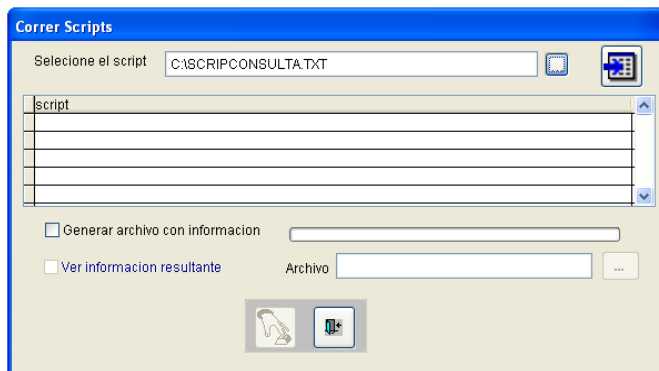 Correr Scripts
Selecione el script C:\SCRIPCONSULTA.TXT
script
Generar archivo con informacion
Ver informacion resultante Archivo ...